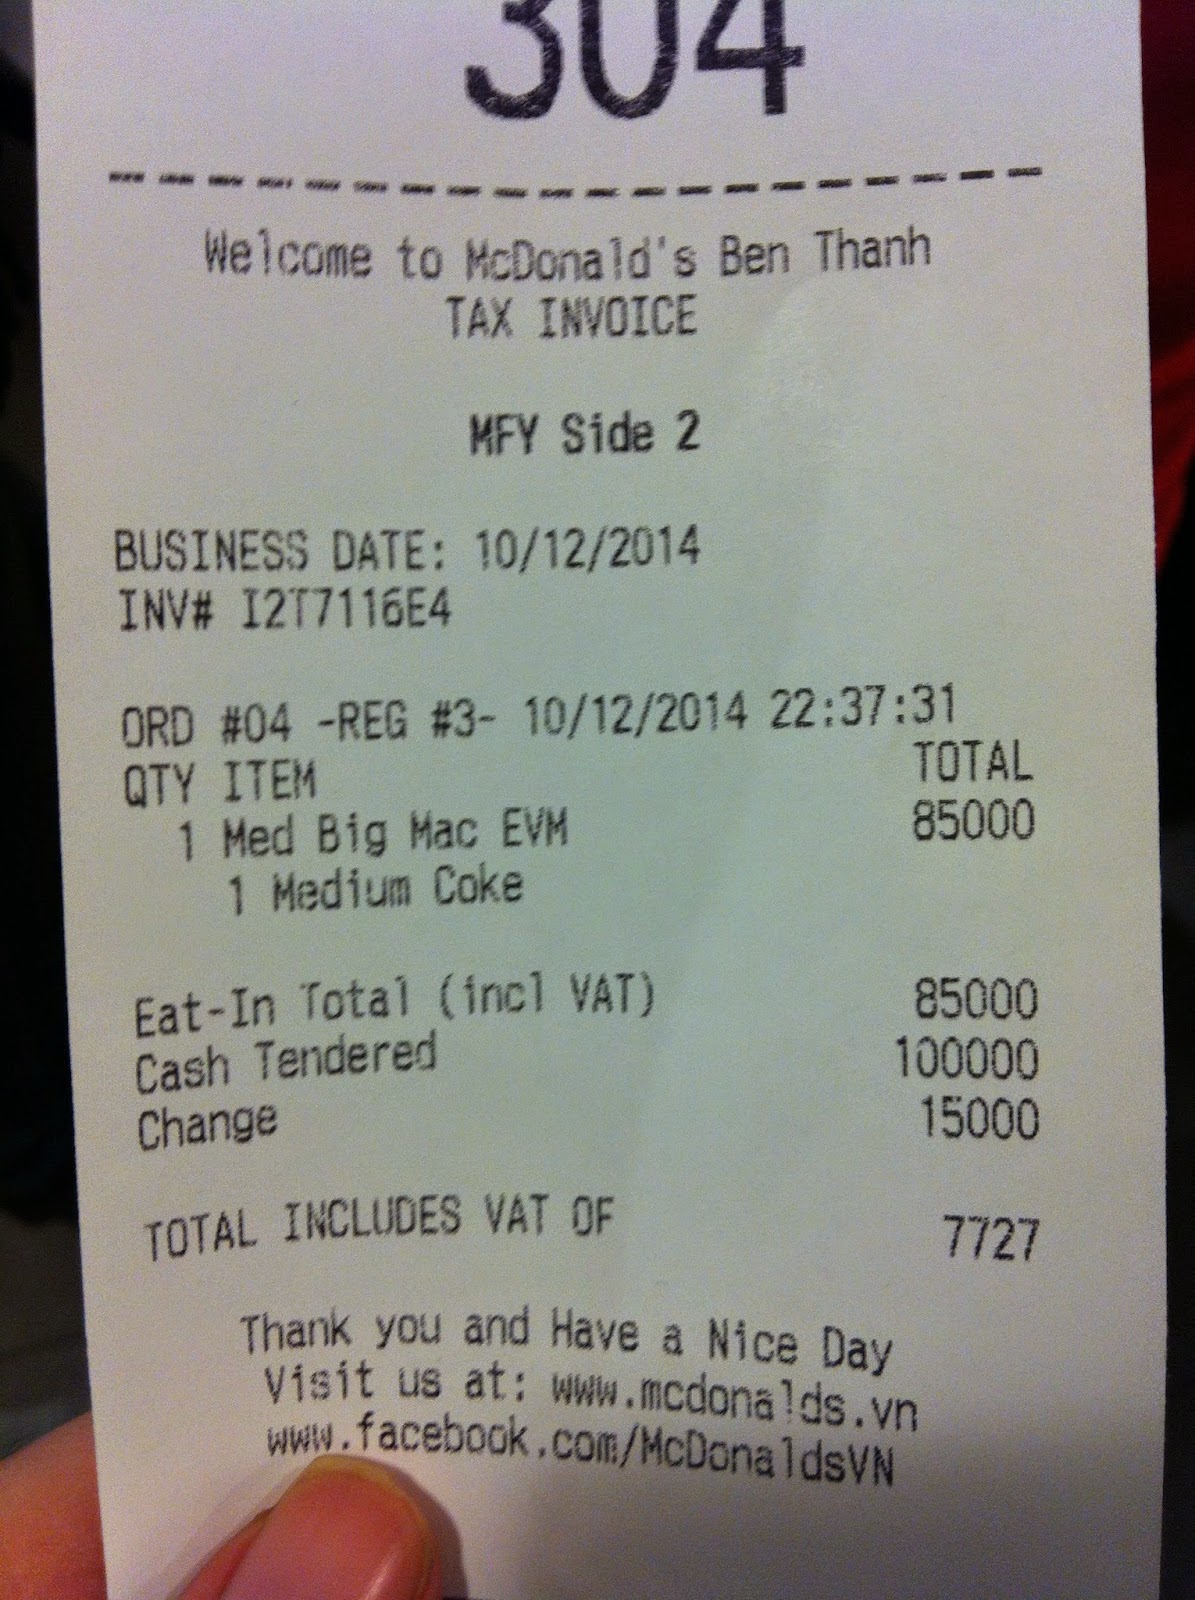 304
Welcome to McDonald's Ben Thanh
TAX INVOICE
MFY Side 2
BUSINESS DATE: 10/12/2014
INV# I2T7116E4
ORD #04 -REG #3- 10/12/2014 22:37:31
QTY ITEM TOTAL
1 Med Big Mac EVM 85000
1 Medium Coke
Eat-In Total (incl VAT) 85000
Cash Tendered 100000
Change 15000
TOTAL INCLUDES VAT OF 7727
Thank you and Have a Nice Day
Visit us at: www.mcdonalds.vn
www.facebook.com/McDonaldsVN